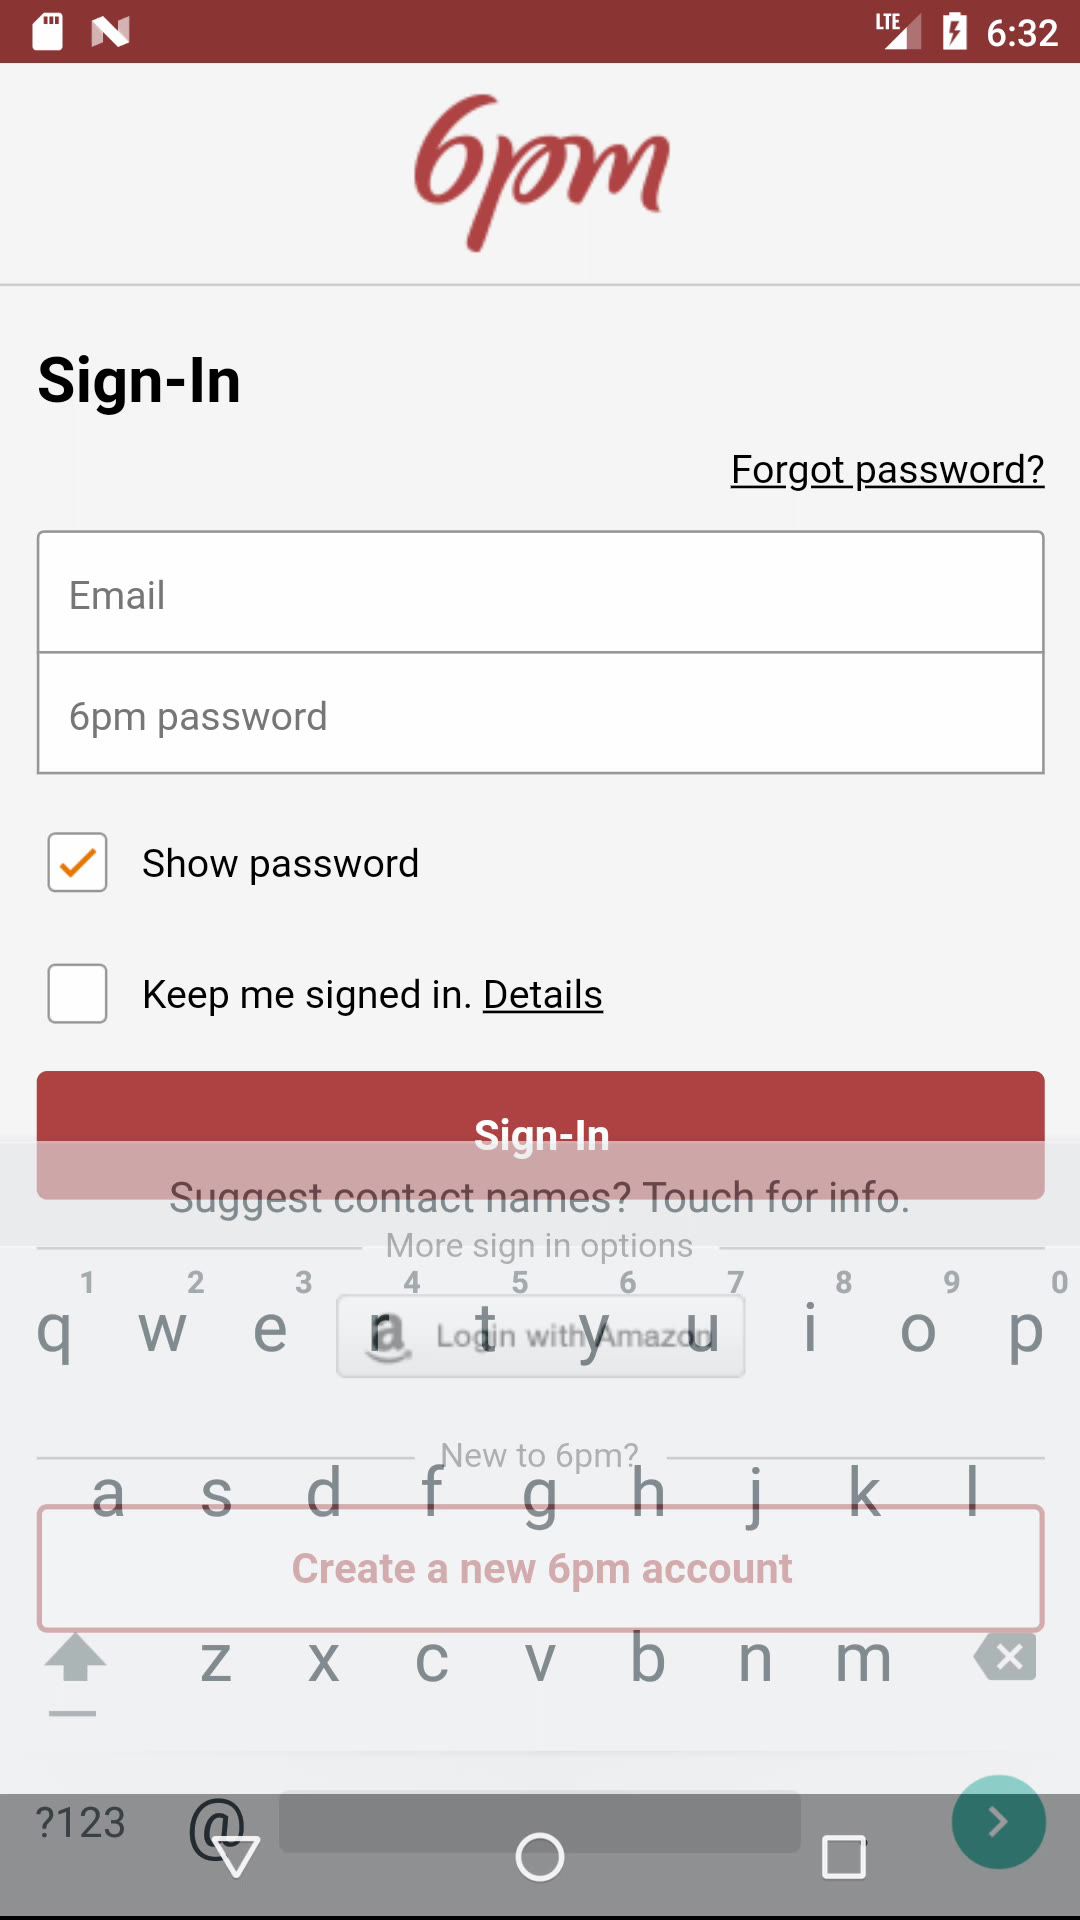 LTE 6:32
6pm
Sign-In
Forgot password?
Email
6pm password
Show password
Keep me signed in. Details
Sign-In
Suggest contact names? Touch for info.
More sign in options
1 2 3 4 5 6 7 8 9 0
q w e r t y u i o p
a Login with Amazon
New to 6pm?
a s d f g h j k l
Create a new 6pm account
z x c v b n m
?123 @